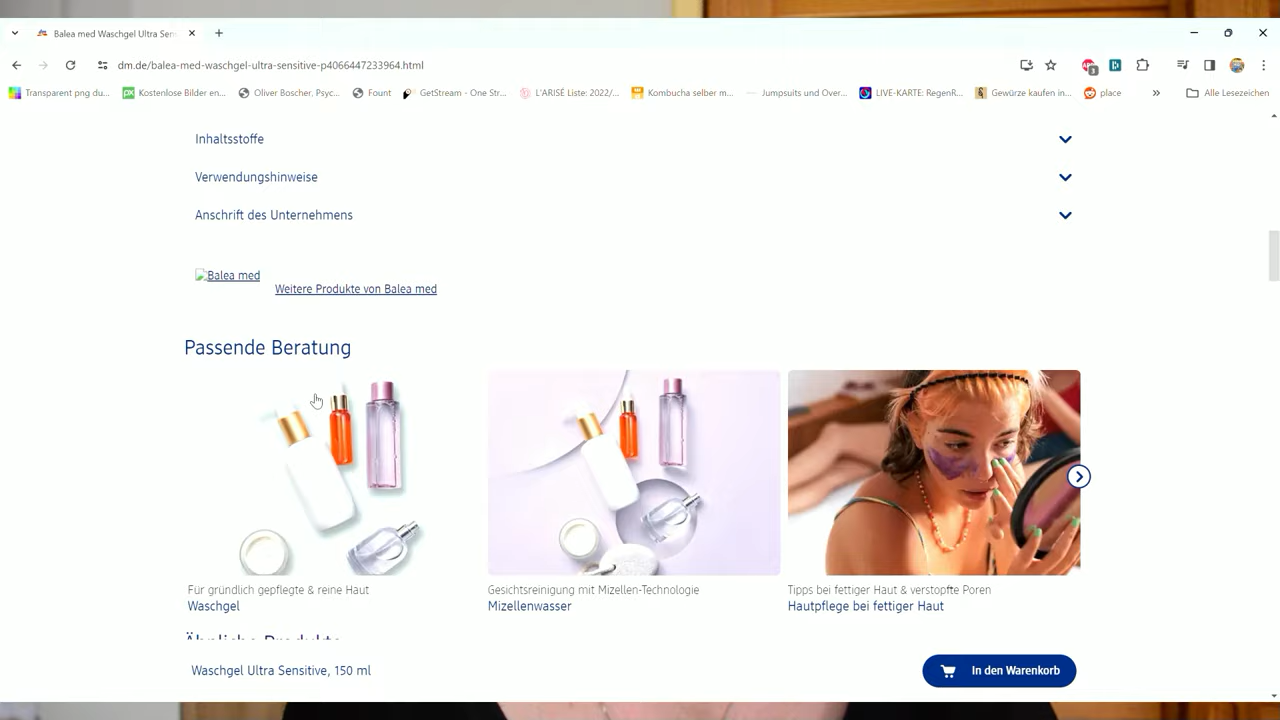 Balea med Waschgel Ultra Sen
dm.de/balea-med-waschgel-ultra-sensitive-p4066447233964.html
3
Transparent png du...
Kostenlose Bilder en...
Oliver Boscher, Psyc...
Fount
GetStream - One Str...
L'ARISÉ Liste: 2022/...
Kombucha selber m...
Jumpsuits und Over...
LIVE-KARTE: RegenR...
Gewürze kaufen in...
place
»
Alle Lesezeichen
Inhaltsstoffe
Verwendungshinweise
Anschrift des Unternehmens
Balea med
Weitere Produkte von Balea med
Passende Beratung
Für gründlich gepflegte & reine Haut
Waschgel
Gesichtsreinigung mit Mizellen-Technologie
Mizellenwasser
Tipps bei fettiger Haut & verstopfte Poren
Hautpflege bei fettiger Haut
Ähnliche Produkte
Waschgel Ultra Sensitive, 150 ml
In den Warenkorb